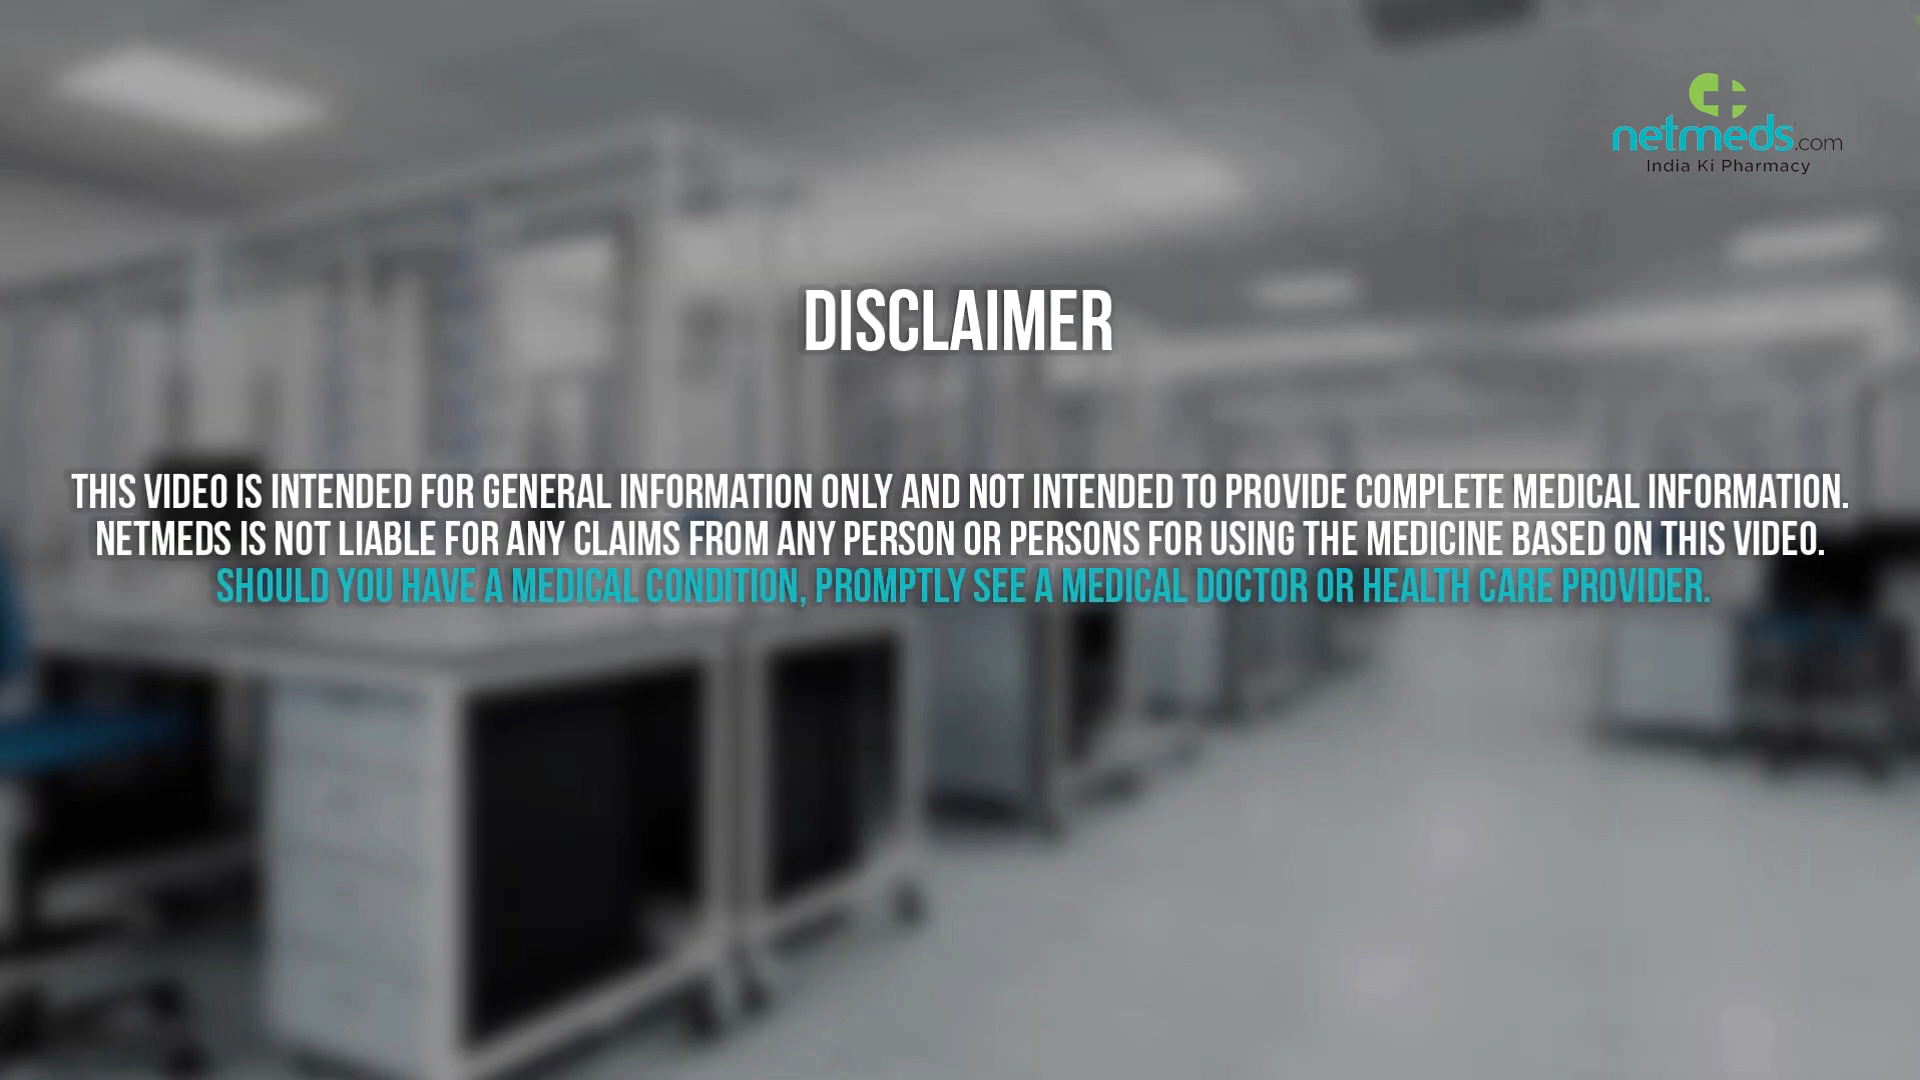 netmeds.com
India Ki Pharmacy
DISCLAIMER
THIS VIDEO IS INTENDED FOR GENERAL INFORMATION ONLY AND NOT INTENDED TO PROVIDE COMPLETE MEDICAL INFORMATION.
NETMEDS IS NOT LIABLE FOR ANY CLAIMS FROM ANY PERSON OR PERSONS FOR USING THE MEDICINE BASED ON THIS VIDEO.
SHOULD YOU HAVE A MEDICAL CONDITION, PROMPTLY SEE A MEDICAL DOCTOR OR HEALTH CARE PROVIDER.